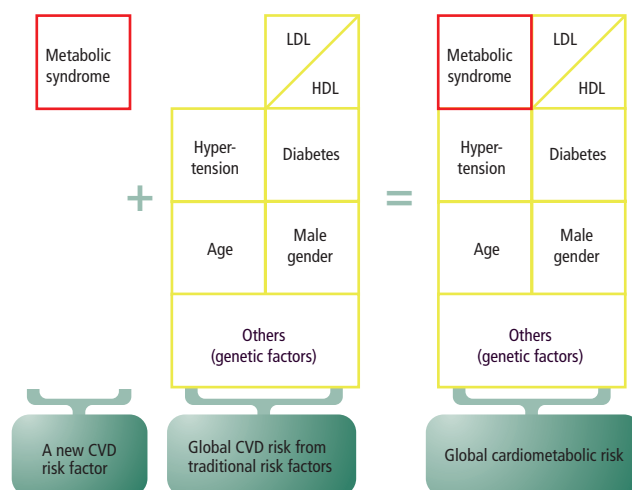 Metabolic
syndrome
LDL
HDL
Hyper-
tension
Diabetes
Age
Male
gender
Others
(genetic factors)
+
=
Metabolic
syndrome
LDL
HDL
Hyper-
tension
Diabetes
Age
Male
gender
Others
(genetic factors)
A new CVD
risk factor
Global CVD risk from
traditional risk factors
Global cardiometabolic risk